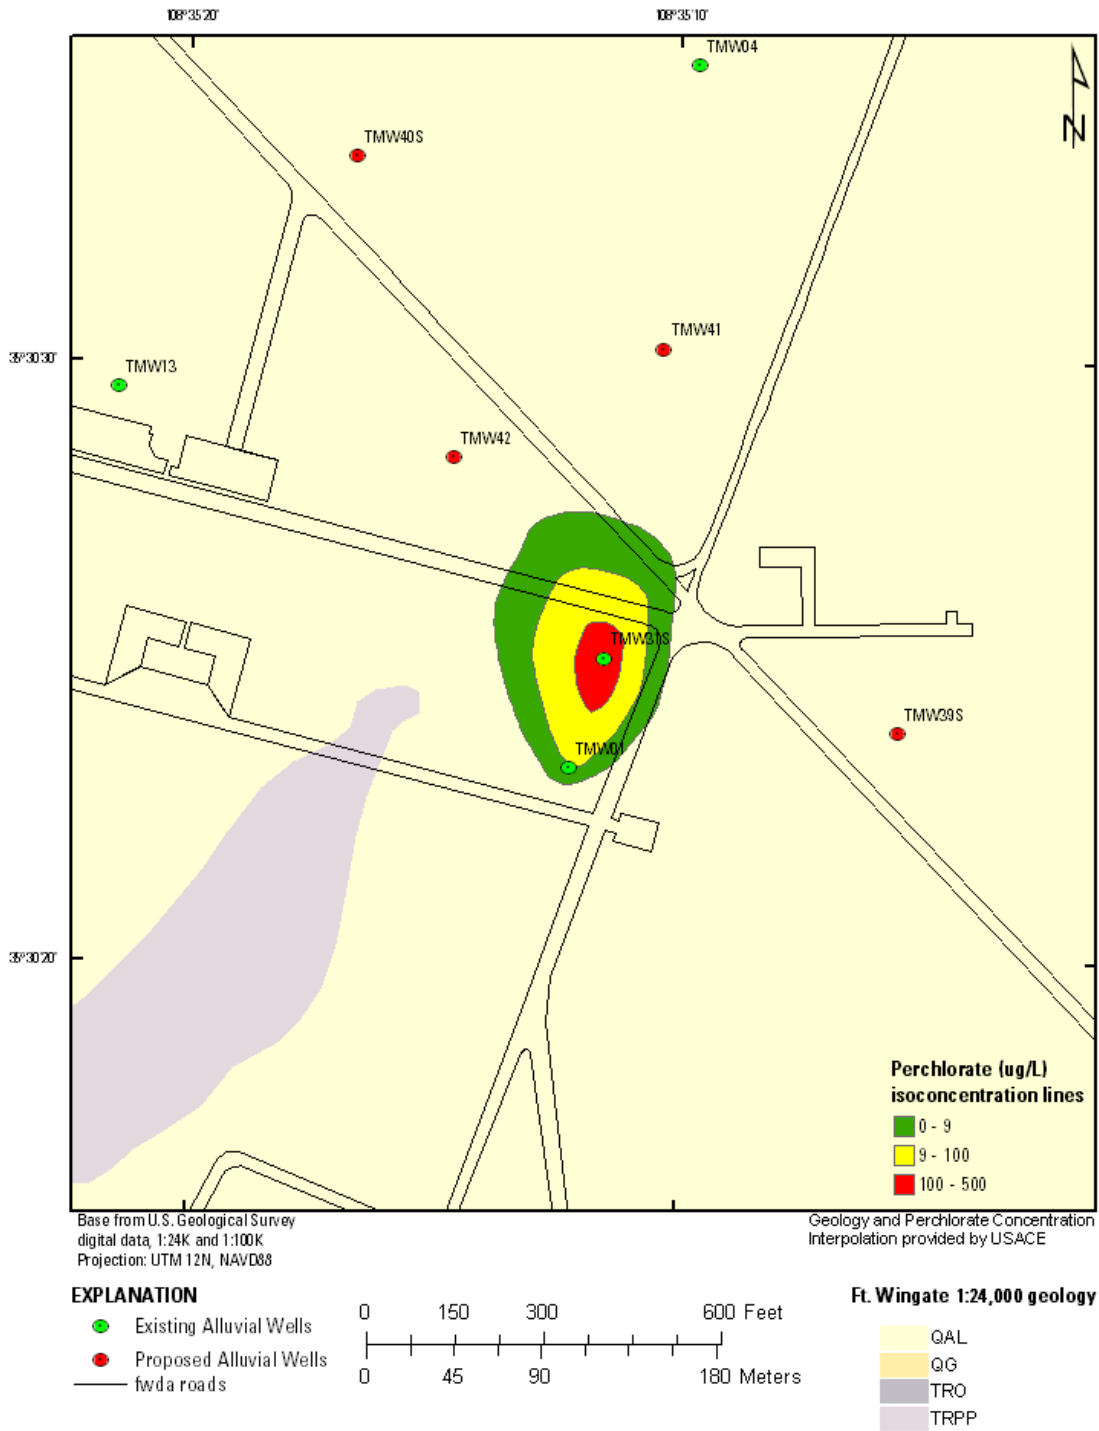 108°35'20" 108°35'10"
TMW04
N
TMW40S
TMW41
35°30'30"
TMW13
TMW42
TMW31S
TMW39S
TMW01
35°30'20"
Perchlorate (ug/L)
isoconcentration lines
0 - 9
9 - 100
100 - 500
Base from U.S. Geological Survey
digital data, 1:24K and 1:100K
Projection: UTM 12N, NAVD88
Geology and Perchlorate Concentration
Interpolation provided by USACE
EXPLANATION
Existing Alluvial Wells
Proposed Alluvial Wells
fwda roads
0 150 300 600 Feet
0 45 90 180 Meters
Ft. Wingate 1:24,000 geology
QAL
QG
TRO
TRPP